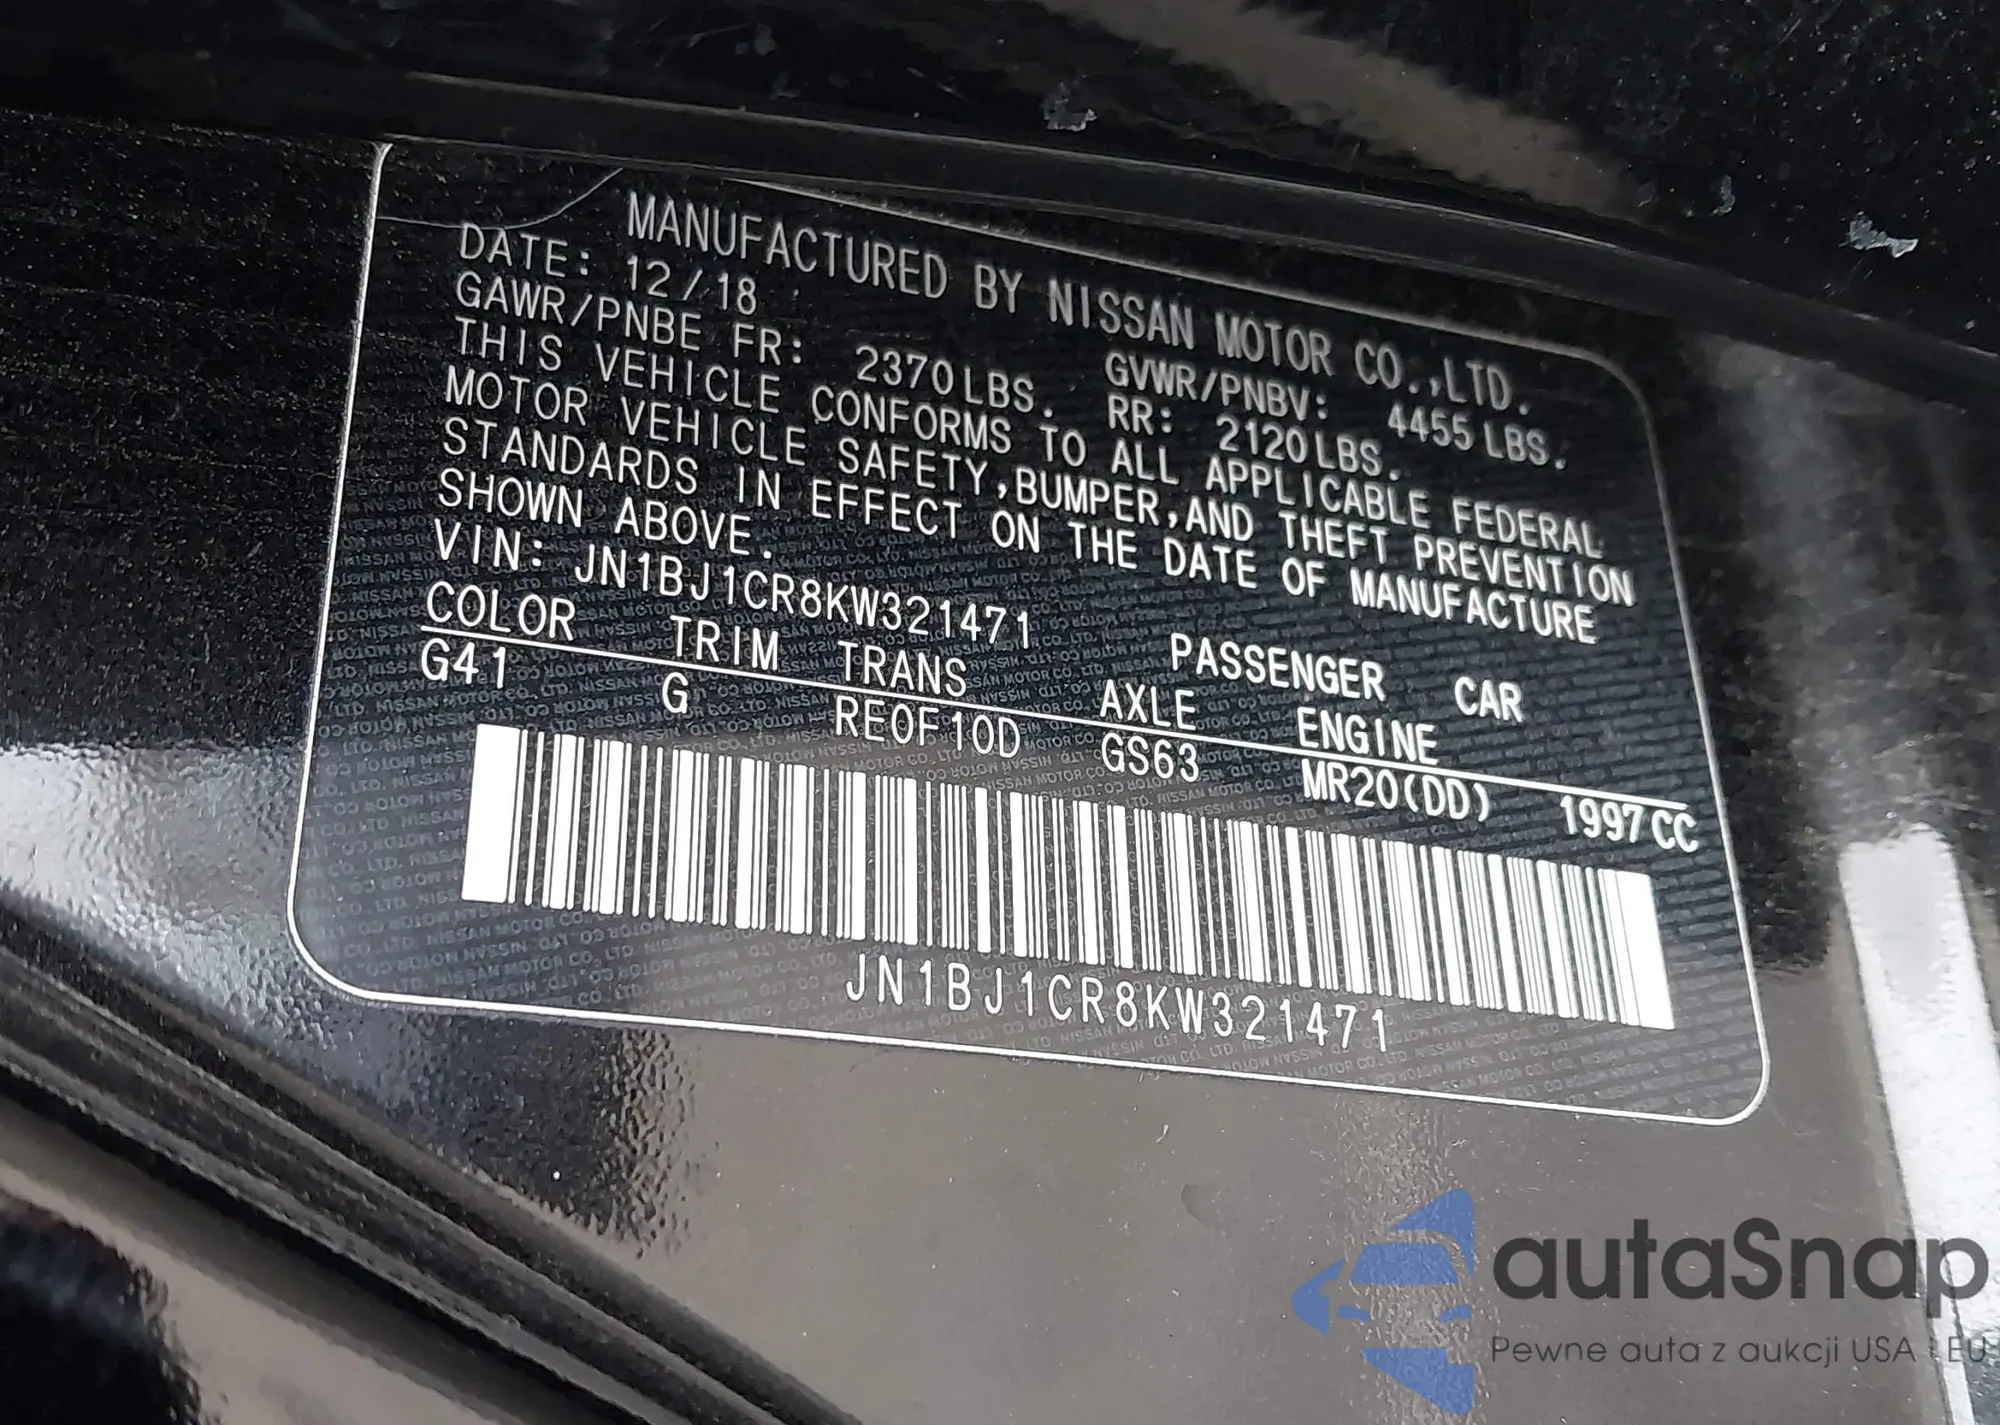 MANUFACTURED BY NISSAN MOTOR CO.,LTD.
DATE: 12/18 GVWR/PNBV: 4455 LBS.
GAWR/PNBE FR: 2370LBS. RR: 2120LBS.
THIS VEHICLE CONFORMS TO ALL APPLICABLE FEDERAL
MOTOR VEHICLE SAFETY,BUMPER,AND THEFT PREVENTION
STANDARDS IN EFFECT ON THE DATE OF MANUFACTURE
SHOWN ABOVE.
VIN: JN1BJ1CR8KW321471 PASSENGER CAR
COLOR TRIM TRANS AXLE ENGINE
G41 G RE0F10D GS63 MR20(DD) 1997CC
JN1BJ1CR8KW321471
autaSnap
Pewne auta z aukcji USA i EU